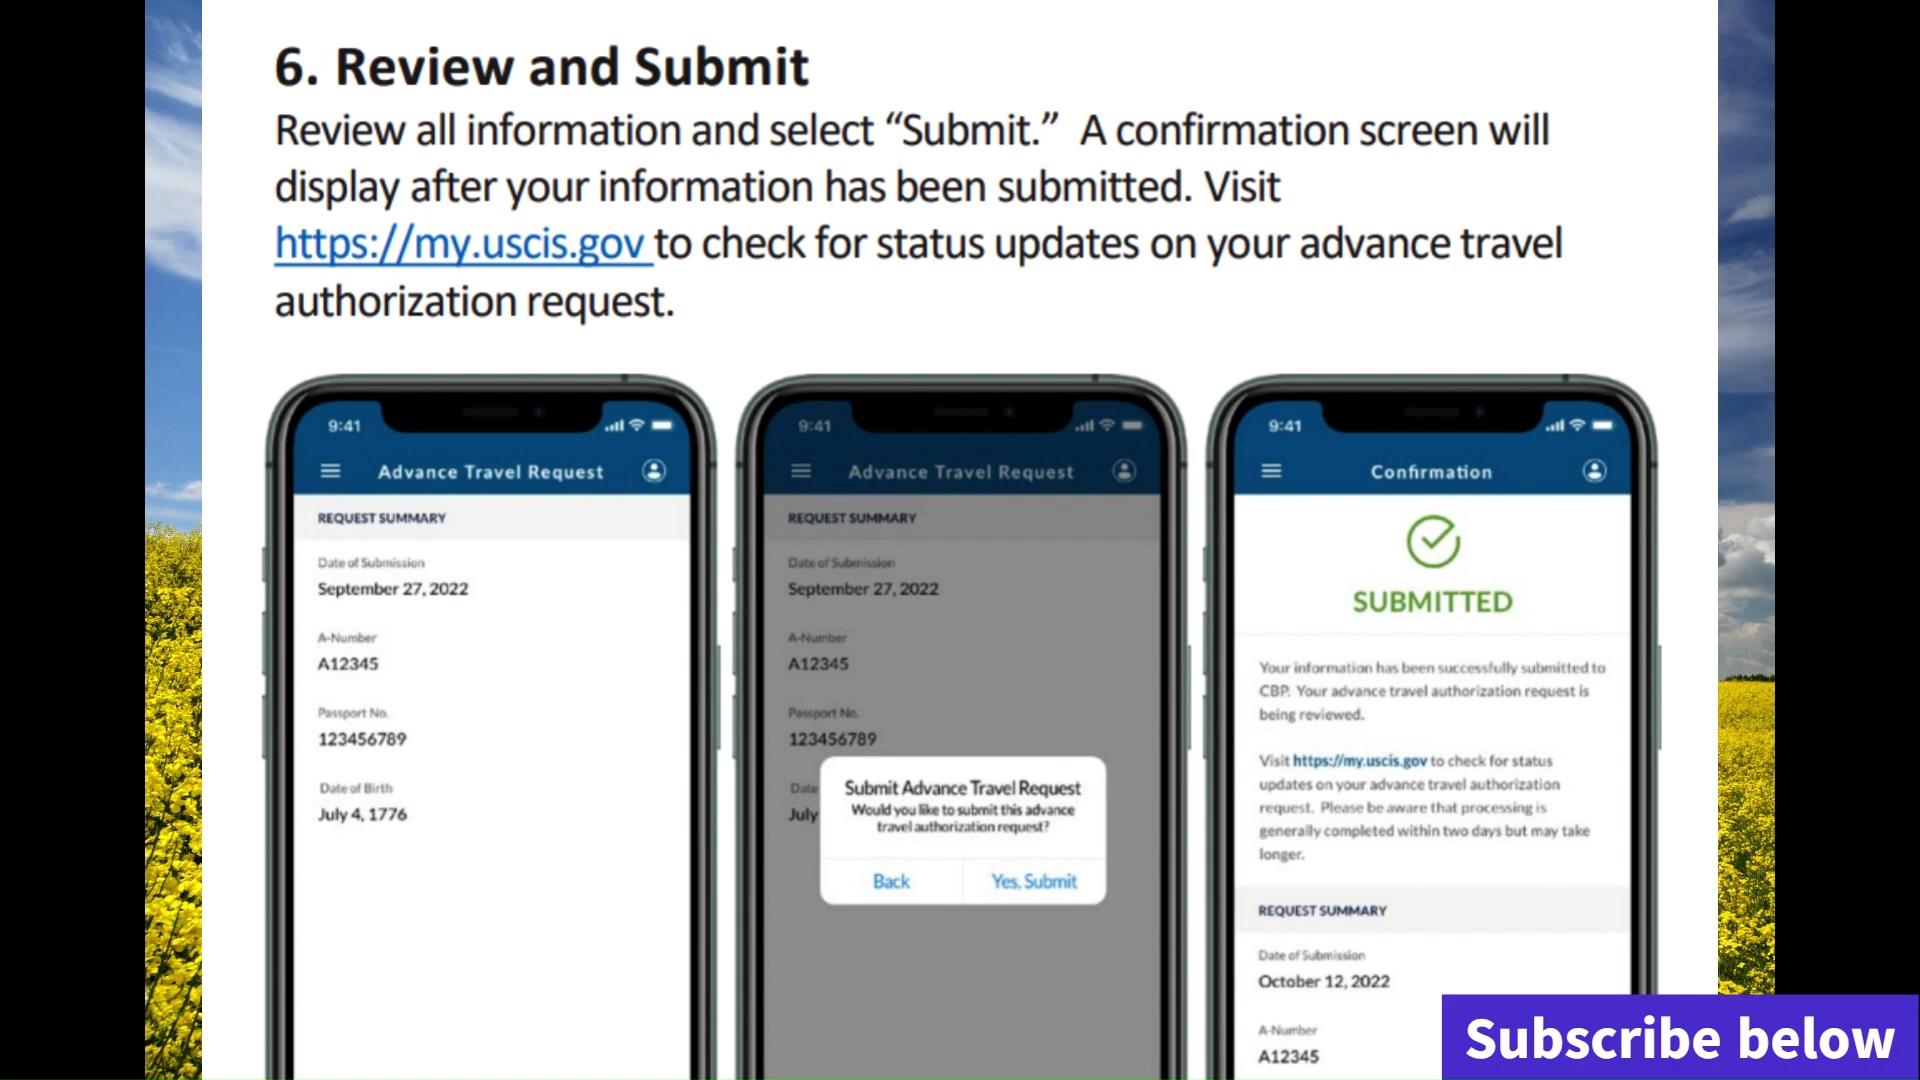 6. Review and Submit
Review all information and select “Submit.” A confirmation screen will
display after your information has been submitted. Visit
https://my.uscis.gov to check for status updates on your advance travel
authorization request.
9:41
Advance Travel Request
REQUEST SUMMARY
Date of Submission
September 27, 2022
A-Number
A12345
Passport No.
123456789
Date of Birth
July 4, 1776
9:41
Advance Travel Request
REQUEST SUMMARY
Date of Submission
September 27, 2022
A-Number
A12345
Passport No.
123456789
Date
July
Submit Advance Travel Request
Would you like to submit this advance
travel authorization request?
Back
Yes, Submit
9:41
Confirmation
SUBMITTED
Your information has been successfully submitted to
CBP. Your advance travel authorization request is
being reviewed.
Visit https://my.uscis.gov to check for status
updates on your advance travel authorization
request. Please be aware that processing is
generally completed within two days but may take
longer.
REQUEST SUMMARY
Date of Submission
October 12, 2022
A-Number
A12345
Subscribe below